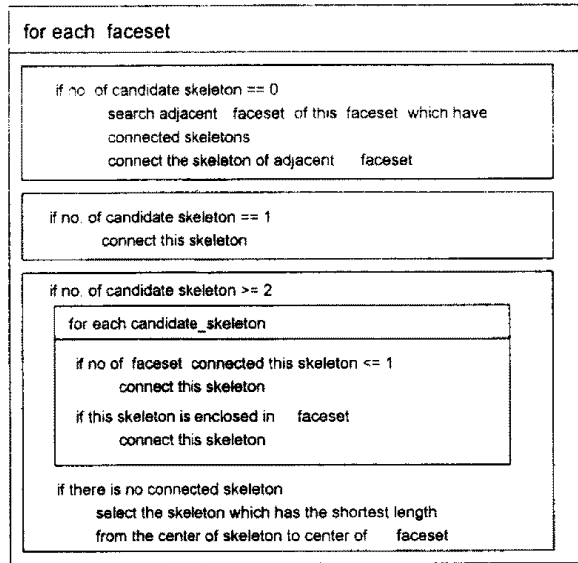 for each faceset
if no. of candidate skeleton == 0
search adjacent faceset of this faceset which have
connected skeletons
connect the skeleton of adjacent faceset
if no. of candidate skeleton == 1
connect this skeleton
if no. of candidate skeleton >= 2
for each candidate_skeleton
if no of faceset connected this skeleton <= 1
connect this skeleton
if this skeleton is enclosed in faceset
connect this skeleton
if there is no connected skeleton
select the skeleton which has the shortest length
from the center of skeleton to center of faceset